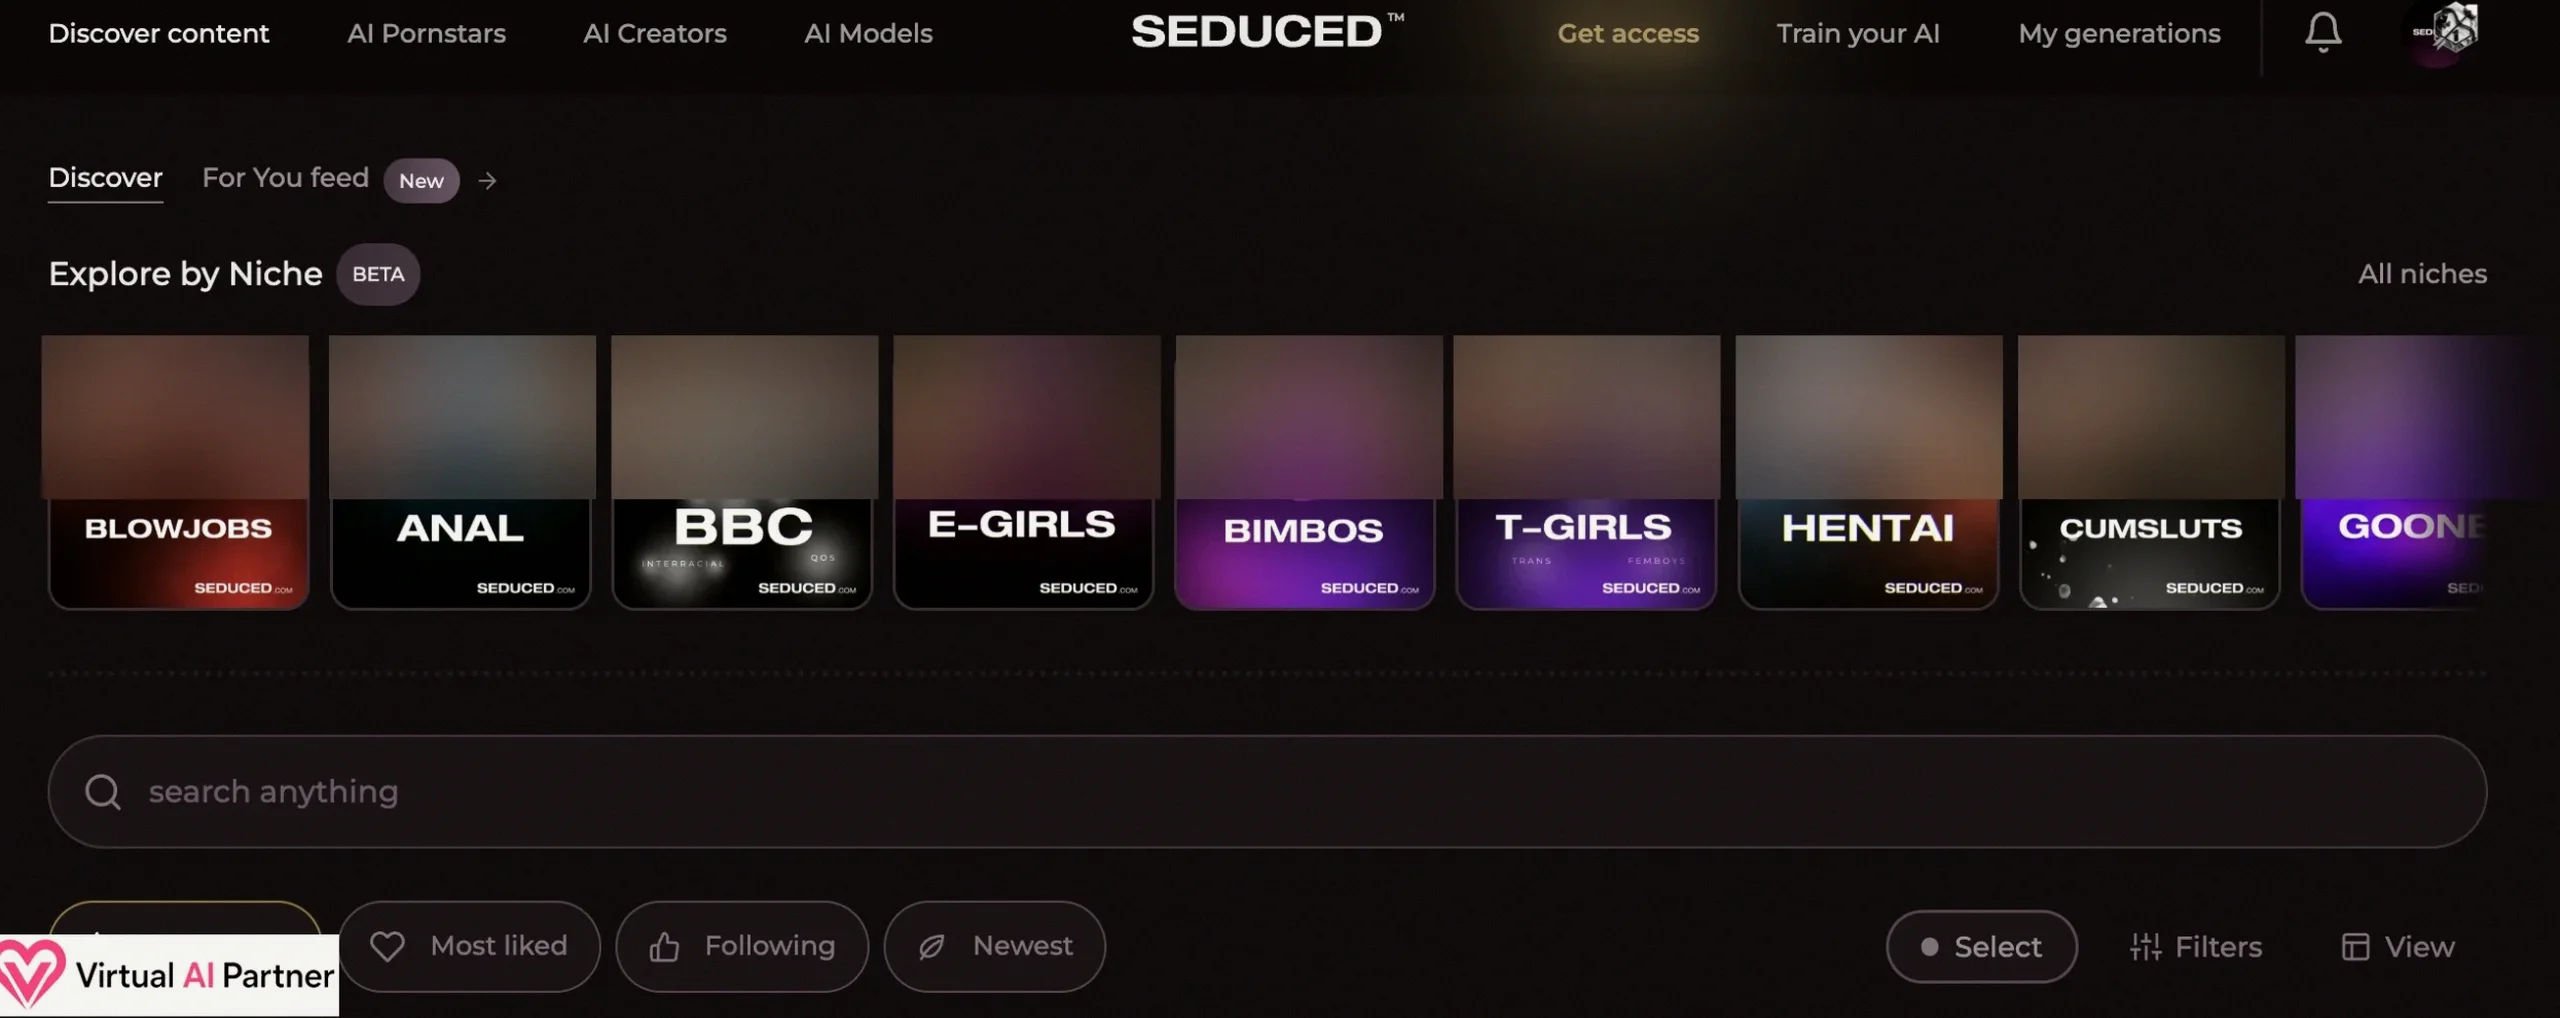 Discover content AI Pornstars AI Creators AI Models SEDUCED™ Get access Train your AI My generations SED
Discover For You feed New →
Explore by Niche BETA All niches
BLOWJOBS ANAL BBC E-GIRLS BIMBOS T-GIRLS HENTAI CUMSLUTS GOONE
INTERRACIAL QOS TRANS FEMBOYS
SEDUCED.COM SEDUCED.COM SEDUCED.COM SEDUCED.COM SEDUCED.COM SEDUCED.COM SEDUCED.COM SEDUCED.COM SED
search anything
Most liked Following Newest Select Filters View
Virtual AI Partner